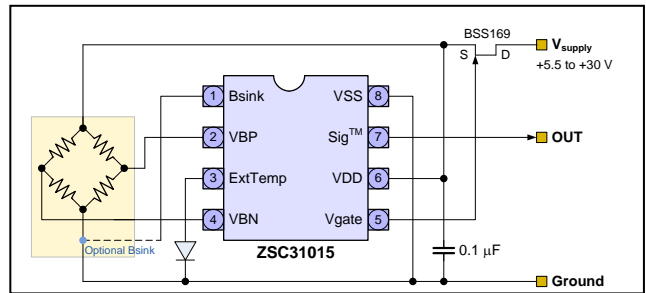 BSS169
S D
Vsupply
+5.5 to +30 V
1 Bsink VSS 8
2 VBP Sig™ 7 OUT
3 ExtTemp VDD 6
4 VBN Vgate 5
Optional Bsink
ZSC31015
0.1 µF
Ground